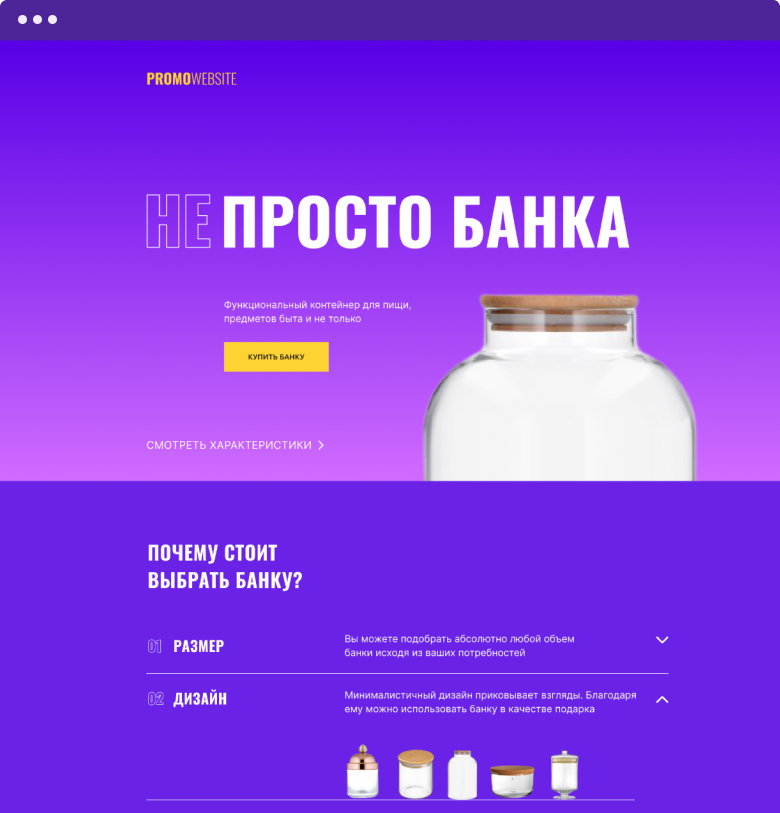 PROMOWEBSITE
НЕ ПРОСТО БАНКА
Функциональный контейнер для пищи,
предметов быта и не только
КУПИТЬ БАНКУ
СМОТРЕТЬ ХАРАКТЕРИСТИКИ
ПОЧЕМУ СТОИТ
ВЫБРАТЬ БАНКУ?
01 РАЗМЕР
Вы можете подобрать абсолютно любой объем
банки исходя из ваших потребностей
02 ДИЗАЙН
Минималистичный дизайн приковывает взгляды. Благодаря
ему можно использовать банку в качестве подарка